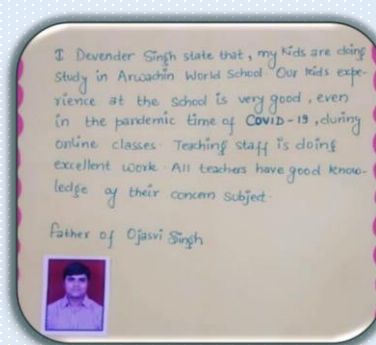 I Devender Singh state that, my kids are doing
study in Arwachin World School Our kids expe-
rience at the school is very good, even
in the pandemic time of COVID-19, during
online classes. Teaching staff is doing
excellent work. All teachers have good know-
ledge of their concern subject.
Father of Ojasvi Singh